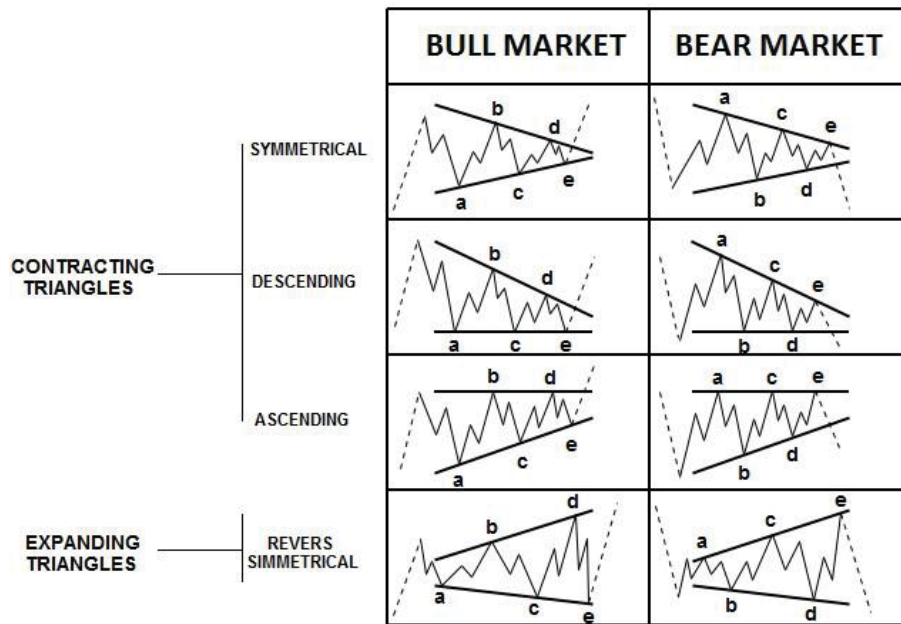 BULL MARKET
BEAR MARKET
CONTRACTING
TRIANGLES
SYMMETRICAL
b
d
a
c
e
a
c
e
b
d
DESCENDING
b
d
a
c
e
a
c
e
b
d
ASCENDING
b
d
a
c
e
a
c
e
b
d
EXPANDING
TRIANGLES
REVERS
SIMMETRICAL
b
d
a
c
e
a
c
e
b
d